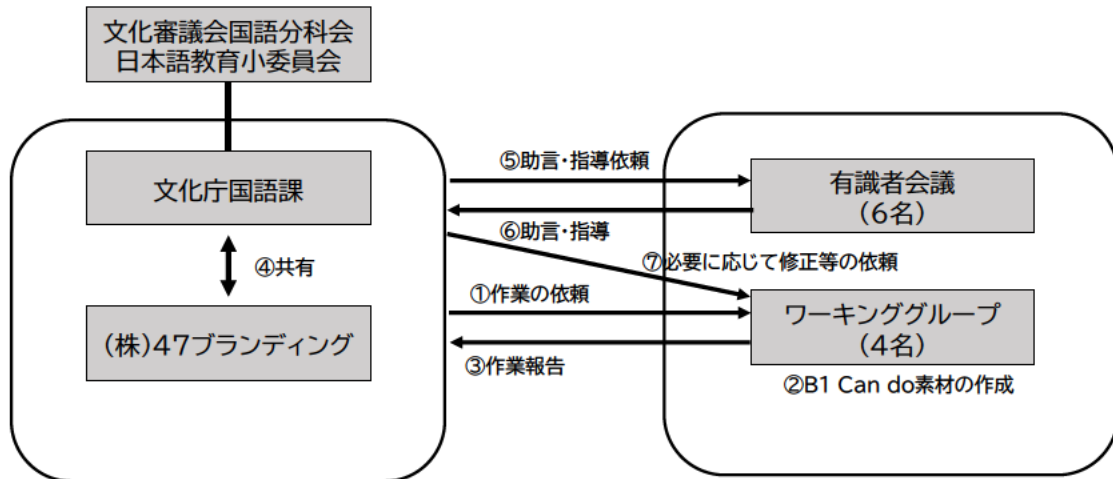 文化審議会国語分科会
日本語教育小委員会
文化庁国語課
④共有
(株)47ブランディング
⑤助言・指導依頼
⑥助言・指導
⑦必要に応じて修正等の依頼
①作業の依頼
③作業報告
有識者会議
(6名)
ワーキンググループ
(4名)
②B1 Can do素材の作成